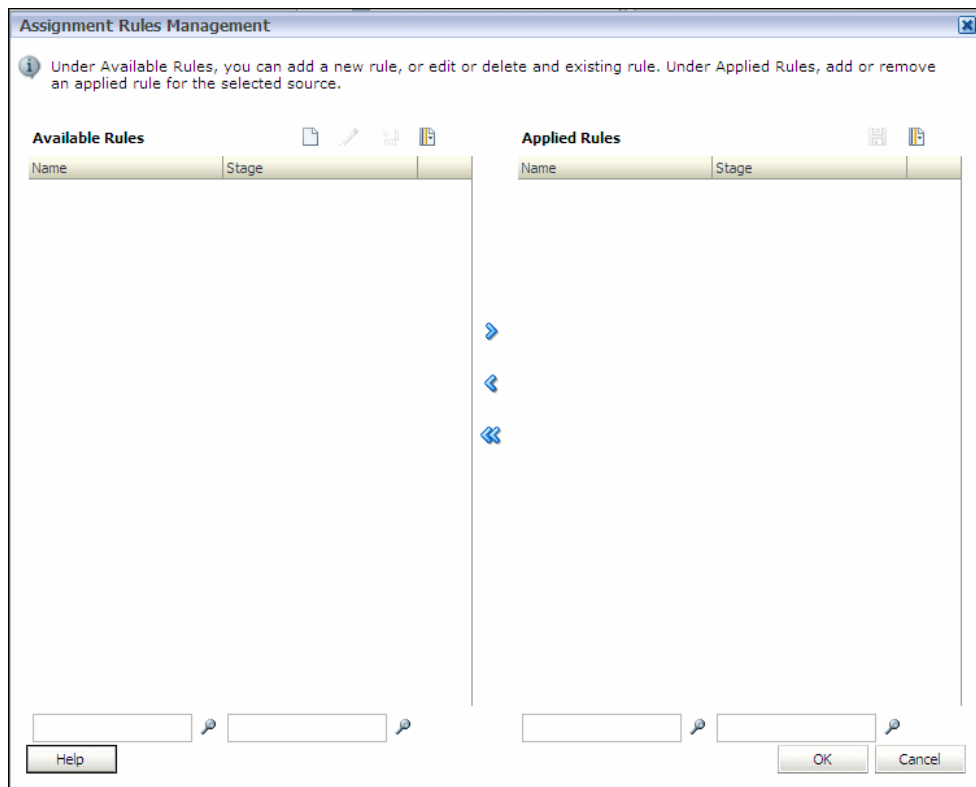 Assignment Rules Management
Under Available Rules, you can add a new rule, or edit or delete and existing rule. Under Applied Rules, add or remove
an applied rule for the selected source.
Available Rules
Name Stage
Applied Rules
Name Stage
Help
OK
Cancel